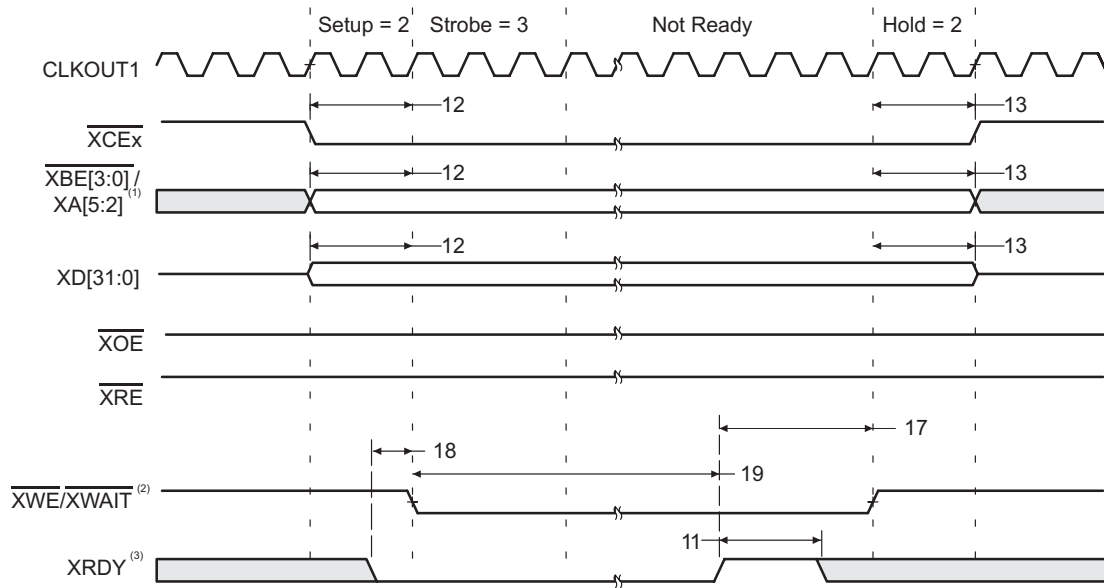 Setup = 2 Strobe = 3 Not Ready Hold = 2
CLKOUT1
12 13
XCEx
XBE[3:0] / 12 13
XA[5:2] (1)
12 13
XD[31:0]
XOE
XRE
17
18
19
XWE/XWAIT (2)
11
XRDY (3)